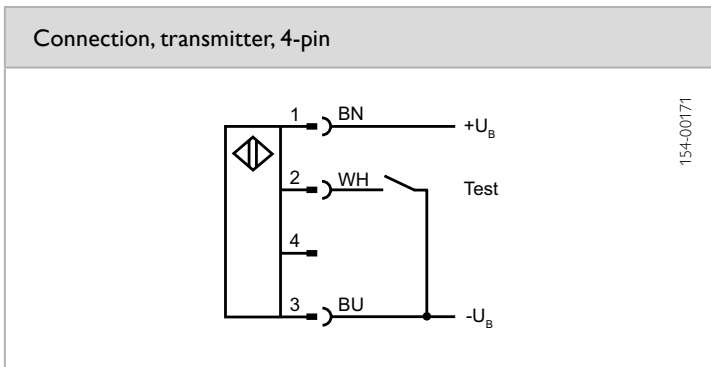 Connection, transmitter, 4-pin
1 BN +U_B
2 WH Test
4
3 BU -U_B
154-00171